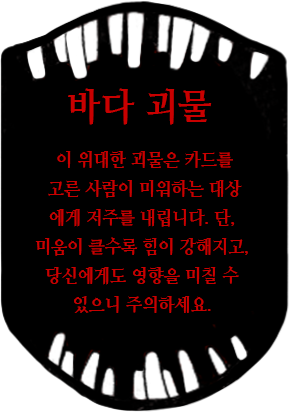 바다 괴물
이 위대한 괴물은 카드를
고른 사람이 미워하는 대상
에게 저주를 내립니다. 단,
미움이 클수록 힘이 강해지고,
당신에게도 영향을 미칠 수
있으니 주의하세요.